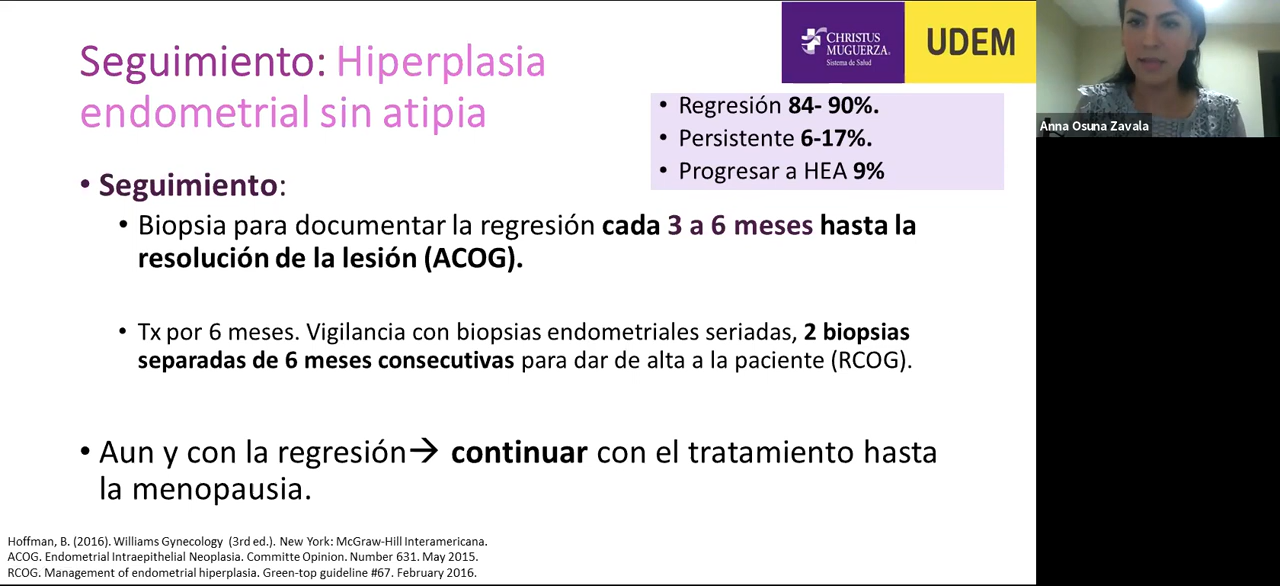 Seguimiento: Hiperplasia
endometrial sin atipia
CHRISTUS
MUGUERZA.
Sistema de Salud
UDEM
• Regresión 84- 90%.
• Persistente 6-17%.
• Progresar a HEA 9%
Anna Osuna Zavala
• Seguimiento:
• Biopsia para documentar la regresión cada 3 a 6 meses hasta la
resolución de la lesión (ACOG).
• Tx por 6 meses. Vigilancia con biopsias endometriales seriadas, 2 biopsias
separadas de 6 meses consecutivas para dar de alta a la paciente (RCOG).
• Aun y con la regresión→ continuar con el tratamiento hasta
la menopausia.
Hoffman, B. (2016). Williams Gynecology (3rd ed.). New York: McGraw-Hill Interamericana.
ACOG. Endometrial Intraepithelial Neoplasia. Committe Opinion. Number 631. May 2015.
RCOG. Management of endometrial hyperplasia. Green-top guideline #67. February 2016.